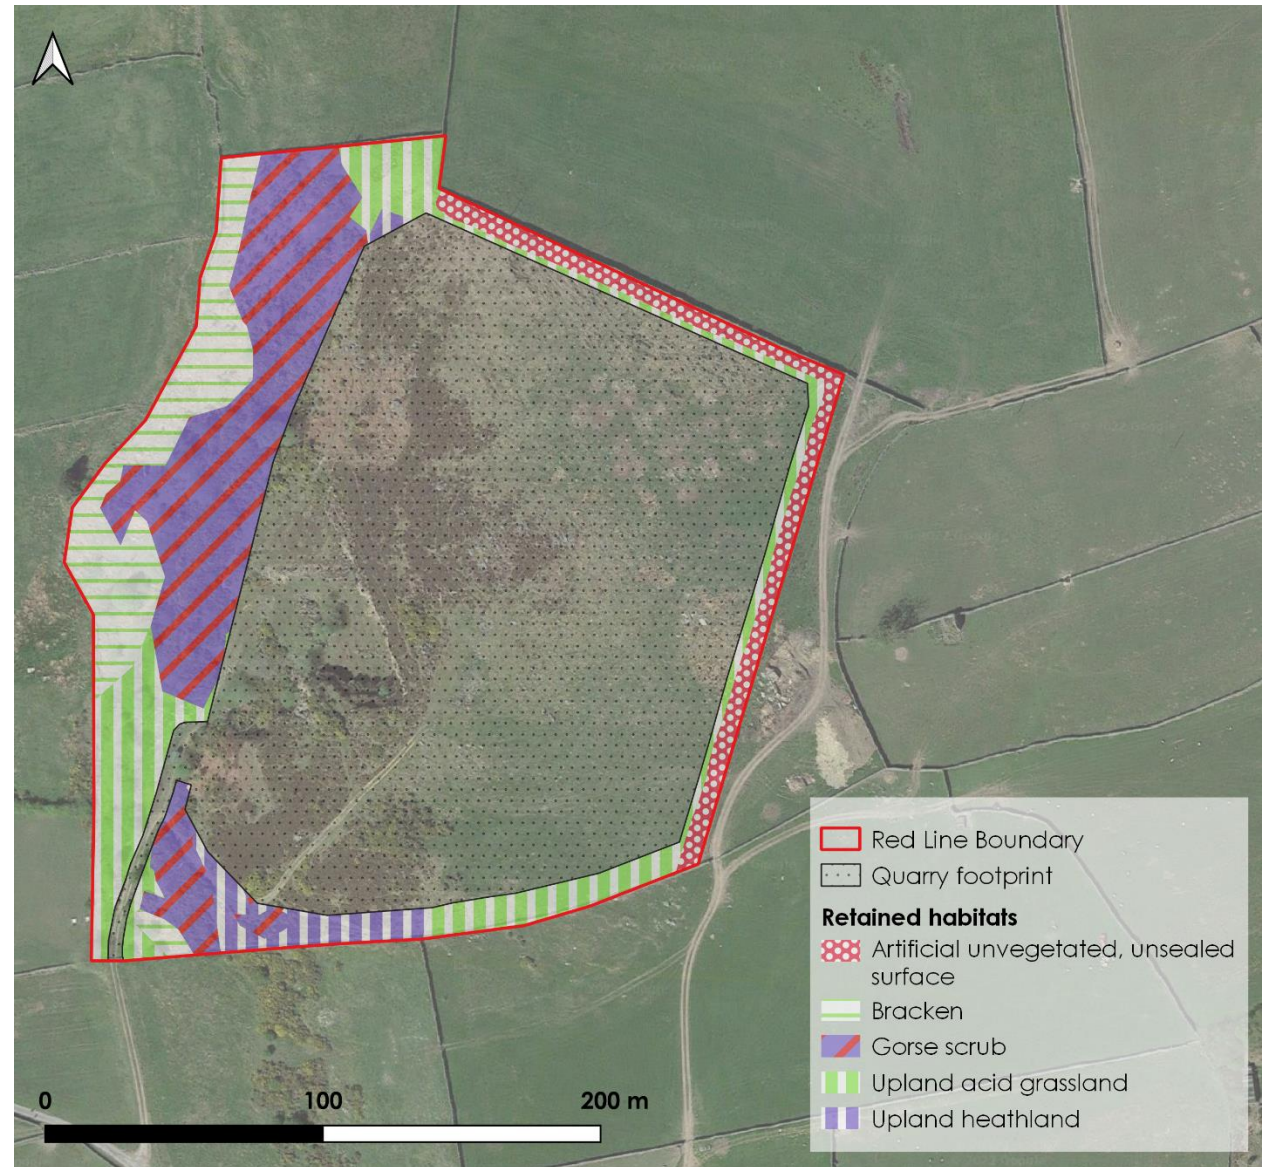 0 100 200 m
Red Line Boundary
Quarry footprint
Retained habitats
Artificial unvegetated, unsealed
surface
Bracken
Gorse scrub
Upland acid grassland
Upland heathland